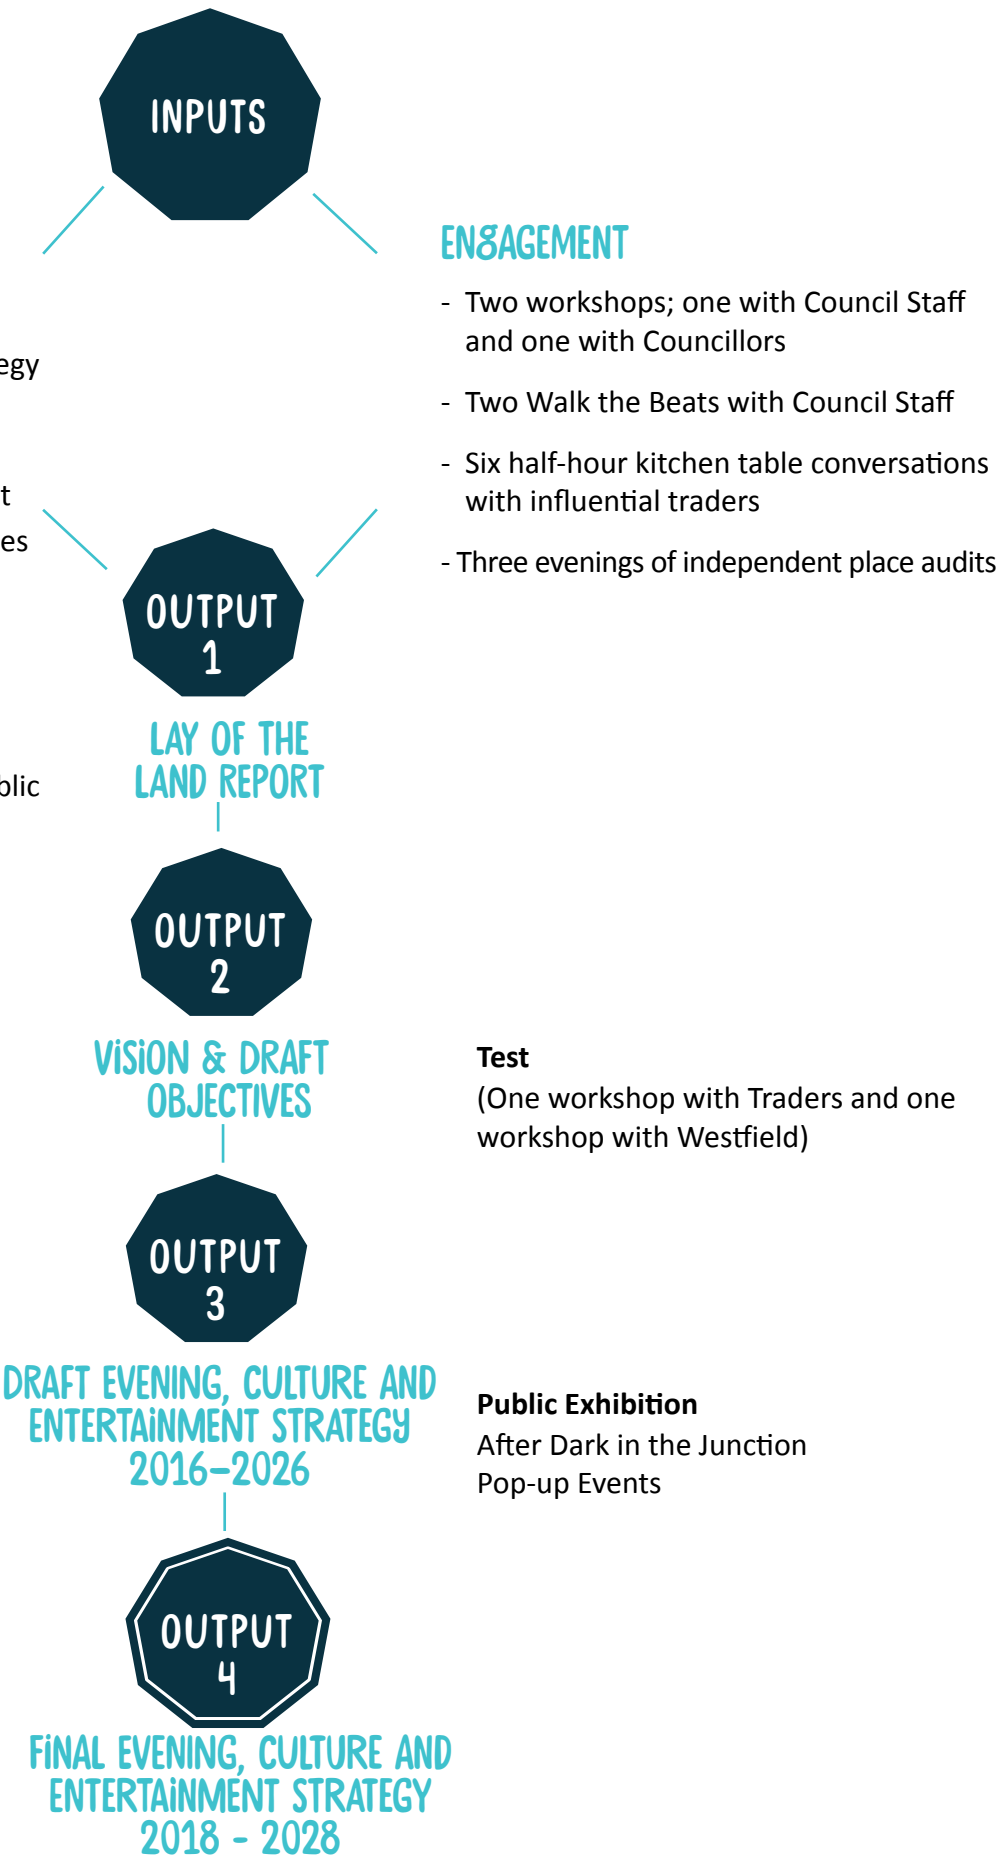 INPUTS
ENGAGEMENT
- Two workshops; one with Council Staff
and one with Councillors
- Two Walk the Beats with Council Staff
- Six half-hour kitchen table conversations
with influential traders
- Three evenings of independent place audits
egy
t
es
OUTPUT
1
LAY OF THE
LAND REPORT
blic
OUTPUT
2
VISION & DRAFT
OBJECTIVES
Test
(One workshop with Traders and one
workshop with Westfield)
OUTPUT
3
DRAFT EVENING, CULTURE AND
ENTERTAINMENT STRATEGY
2016-2026
Public Exhibition
After Dark in the Junction
Pop-up Events
OUTPUT
4
FINAL EVENING, CULTURE AND
ENTERTAINMENT STRATEGY
2018 - 2028